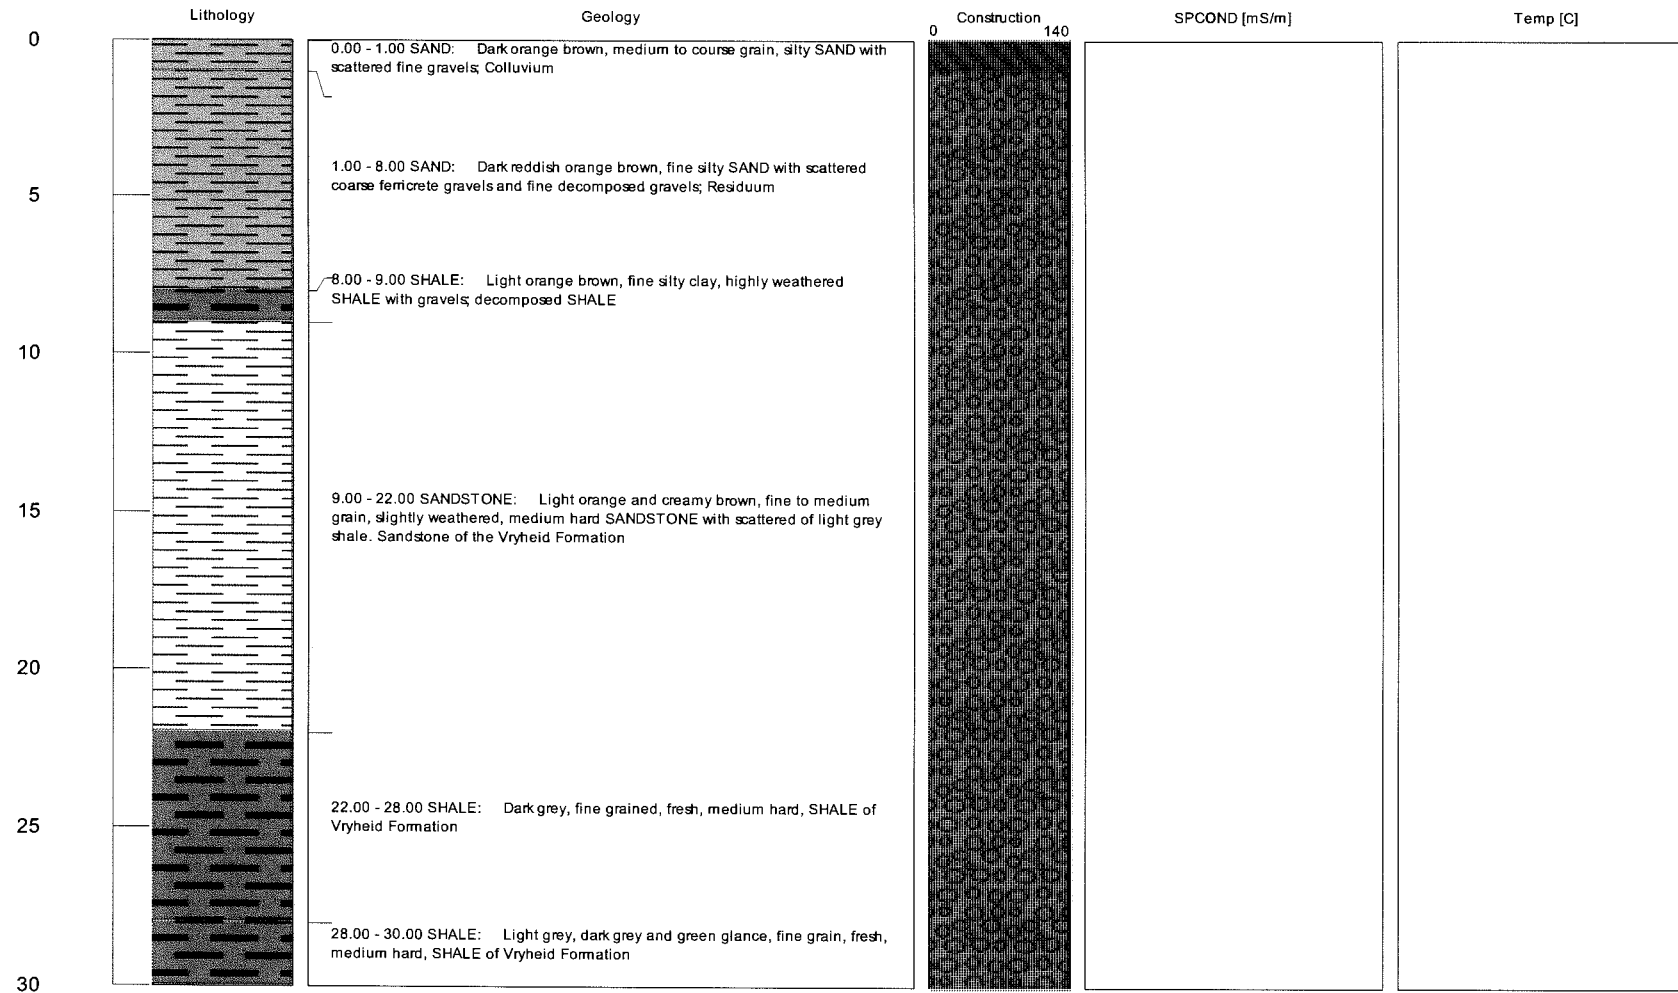 Lithology
Geology
Construction
SPCOND [mS/m]
Temp [C]
0 140
0
0.00 - 1.00 SAND: Dark orange brown, medium to course grain, silty SAND with
scattered fine gravels; Colluvium
1.00 - 8.00 SAND: Dark reddish orange brown, fine silty SAND with scattered
coarse ferricrete gravels and fine decomposed gravels; Residuum
5
8.00 - 9.00 SHALE: Light orange brown, fine silty clay, highly weathered
SHALE with gravels; decomposed SHALE
10
9.00 - 22.00 SANDSTONE: Light orange and creamy brown, fine to medium
grain, slightly weathered, medium hard SANDSTONE with scattered of light grey
shale. Sandstone of the Vryheid Formation
15
20
22.00 - 28.00 SHALE: Dark grey, fine grained, fresh, medium hard, SHALE of
Vryheid Formation
25
28.00 - 30.00 SHALE: Light grey, dark grey and green glance, fine grain, fresh,
medium hard, SHALE of Vryheid Formation
30